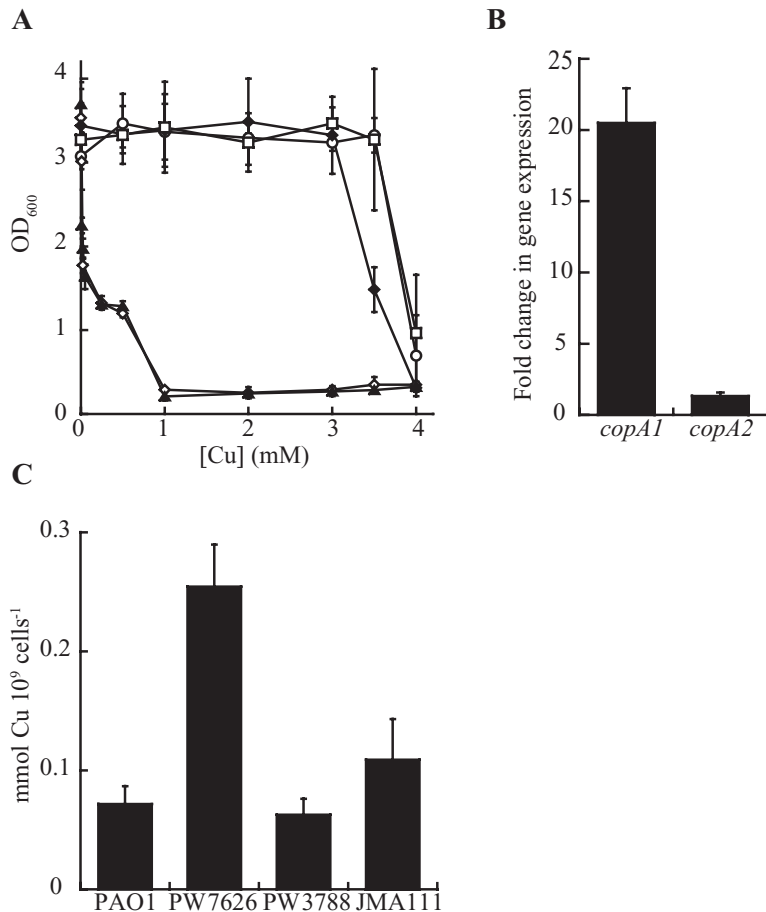 A
4
3
2
1
0
OD600
0
1
2
3
4
[Cu] (mM)
B
25
20
15
10
5
0
Fold change in gene expression
copA1
copA2
C
0.3
0.2
0.1
0
mmol Cu 10⁹ cells⁻¹
PAO1
PW7626
PW3788
JMA111